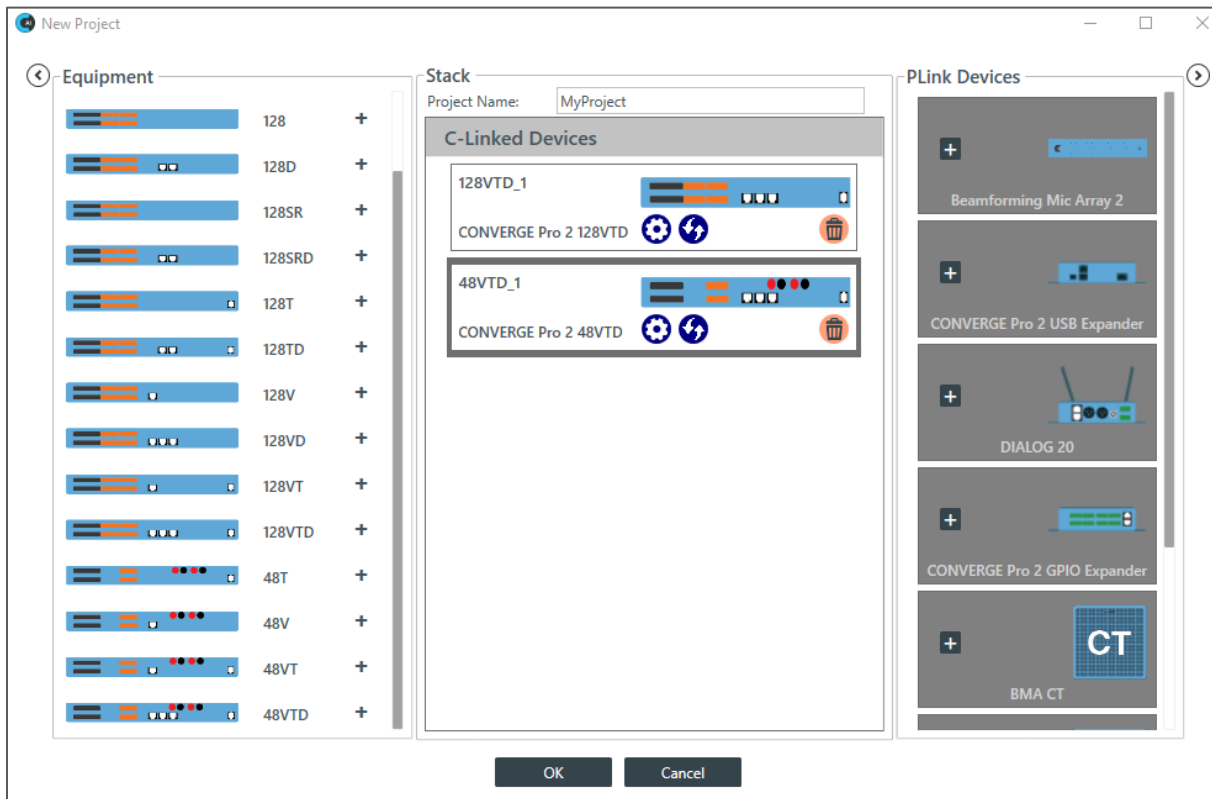 New Project
Equipment
128
128D
128SR
128SRD
128T
128TD
128V
128VD
128VT
128VTD
48T
48V
48VT
48VTD
Stack
Project Name: MyProject
C-Linked Devices
128VTD_1
CONVERGE Pro 2 128VTD
48VTD_1
CONVERGE Pro 2 48VTD
PLink Devices
Beamforming Mic Array 2
CONVERGE Pro 2 USB Expander
DIALOG 20
CONVERGE Pro 2 GPIO Expander
CT
BMA CT
OK Cancel